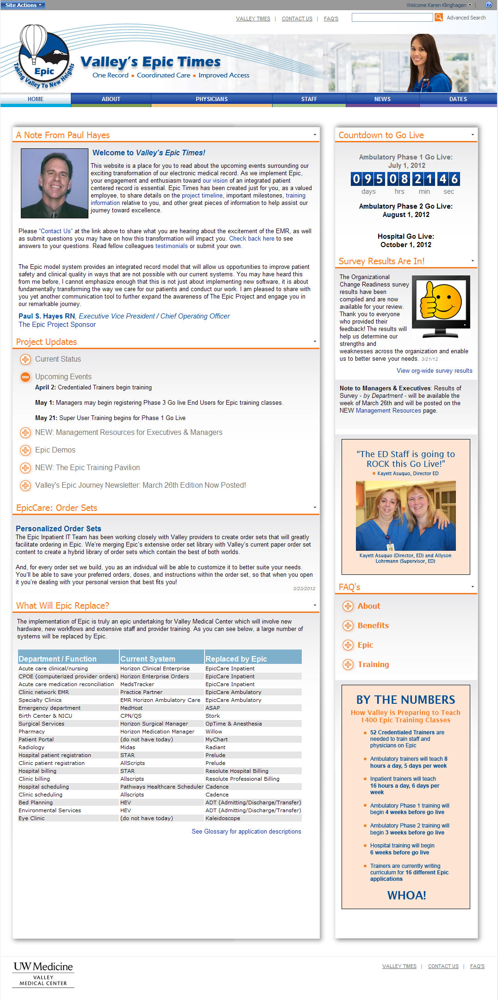 Site Actions
Welcome Karen Klinghagen |
VALLEY TIMES | CONTACT US | FAQ'S
Advanced Search
Epic
Taking Valley To New Heights
Valley's Epic Times
One Record • Coordinated Care • Improved Access
HOME ABOUT PHYSICIANS STAFF NEWS DATES
A Note From Paul Hayes
Welcome to Valley's Epic Times!
This website is a place for you to read about the upcoming events surrounding our
exciting transformation of our electronic medical record. As we implement Epic,
your engagement and enthusiasm toward our vision of an integrated patient
centered record is essential. Epic Times has been created just for you, as a valued
employee, to share details on the project timeline, important milestones, training
information relative to you, and other great pieces of information to help assist our
journey toward excellence.
Please "Contact Us" at the link above to share what you are hearing about the excitement of the EMR, as well
as submit questions you may have on how this transformation will impact you. Check back here to see
answers to your questions. Read fellow colleagues testimonials or submit your own.
The Epic model system provides an integrated record model that will allow us opportunities to improve patient
safety and clinical quality in ways that are not possible with our current systems. You may have heard this
from me before, I cannot emphasize enough that this is not just about implementing new software, it is about
fundamentally transforming the way we care for our patients and conduct our work. I am pleased to share with
you yet another communication tool to further expand the awareness of The Epic Project and engage you in
our remarkable journey.
Paul S. Hayes RN, Executive Vice President / Chief Operating Officer
The Epic Project Sponsor
Project Updates
Current Status
Upcoming Events
April 2: Credentialed Trainers begin training
May 1: Managers may begin registering Phase 3 Go live End Users for Epic training classes.
May 21: Super User Training begins for Phase 1 Go Live
NEW: Management Resources for Executives & Managers
Epic Demos
NEW: The Epic Training Pavilion
Valley's Epic Journey Newsletter: March 26th Edition Now Posted!
EpicCare: Order Sets
Personalized Order Sets
The Epic Inpatient IT Team has been working closely with Valley providers to create order sets that will greatly
facilitate ordering in Epic. We're merging Epic's extensive order set library with Valley's current paper order set
content to create a hybrid library of order sets which contain the best of both worlds.
And, for every order set we build, you as an individual will be able to customize it to better suite your needs.
You'll be able to save your preferred orders, doses, and instructions within the order set, so that when you open
it you're dealing with your personal version that best fits you!
3/23/2012
What Will Epic Replace?
The implementation of Epic is truly an epic undertaking for Valley Medical Center which will involve new
hardware, new workflows and extensive staff and provider training. As you can see below, a large number of
systems will be replaced by Epic.
Department / Function Current System Replaced by Epic
Acute care clinical/nursing Horizon Clinical Enterprise EpicCare Inpatient
CPOE (computerized provider orders) Horizon Enterprise Orders EpicCare Inpatient
Acute care medication reconciliation MedsTracker EpicCare Inpatient
Clinic network EMR Practice Partner EpicCare Ambulatory
Specialty Clinics EMR Horizon Ambulatory Care EpicCare Ambulatory
Emergency department MedHost ASAP
Birth Center & NICU CPN/QS Stork
Surgical Services Horizon Surgical Manager OpTime & Anesthesia
Pharmacy Horizon Medication Manager Willow
Patient Portal (do not have today) MyChart
Radiology Midas Radiant
Hospital patient registration STAR Prelude
Clinic patient registration AllScripts Prelude
Hospital billing STAR Resolute Hospital Billing
Clinic billing Allscripts Resolute Professional Billing
Hospital scheduling Pathways Healthcare Scheduler Cadence
Clinic scheduling Allscripts Cadence
Bed Planning HEV ADT (Admitting/Discharge/Transfer)
Environmental Services HEV ADT (Admitting/Discharge/Transfer)
Eye Clinic (do not have today) Kaleidoscope
See Glossary for application descriptions
Countdown to Go Live
Ambulatory Phase 1 Go Live:
July 1, 2012
095 08 21 46
days hrs min sec
Ambulatory Phase 2 Go Live:
August 1, 2012
Hospital Go Live:
October 1, 2012
Survey Results Are In!
The Organizational
Change Readiness survey
results have been
compiled and are now
available for your review.
Thank you to everyone
who provided their
feedback! The results will
help us determine our
strengths and
weaknesses across the organization and enable
us to better serve your needs. 3/21/12
View org-wide survey results
Note to Managers & Executives: Results of
Survey - by Department - will be available the
week of March 26th and will be posted on the
NEW Management Resources page.
"The ED Staff is going to
ROCK this Go Live!"
• Kayett Asuquo, Director ED
Kayett Asuquo (Director, ED) and Allyson
Lohrmann (Supervisor, ED)
FAQ's
About
Benefits
Epic
Training
BY THE NUMBERS
How Valley is Preparing to Teach
1400 Epic Training Classes
• 52 Credentialed Trainers are
needed to train staff and
physicians on Epic
• Ambulatory trainers will teach 8
hours a day, 5 days per week
• Inpatient trainers will teach
16 hours a day, 6 days per
week
• Ambulatory Phase 1 training will
begin 4 weeks before go live
• Ambulatory Phase 2 training will
begin 3 weeks before go live
• Hospital training will begin
6 weeks before go live
• Trainers are currently writing
curriculum for 16 different Epic
applications
WHOA!
UW Medicine
VALLEY
MEDICAL CENTER
VALLEY TIMES | CONTACT US | FAQ'S